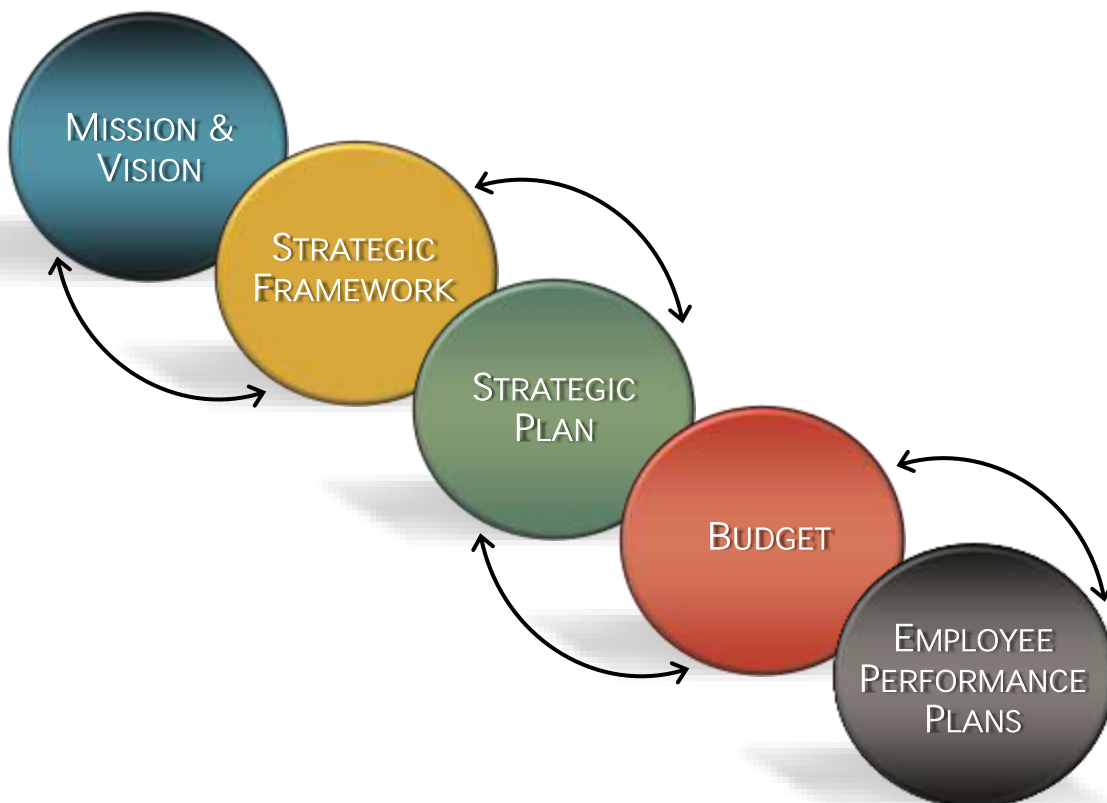 MISSION &
VISION
STRATEGIC
FRAMEWORK
STRATEGIC
PLAN
BUDGET
EMPLOYEE
PERFORMANCE
PLANS